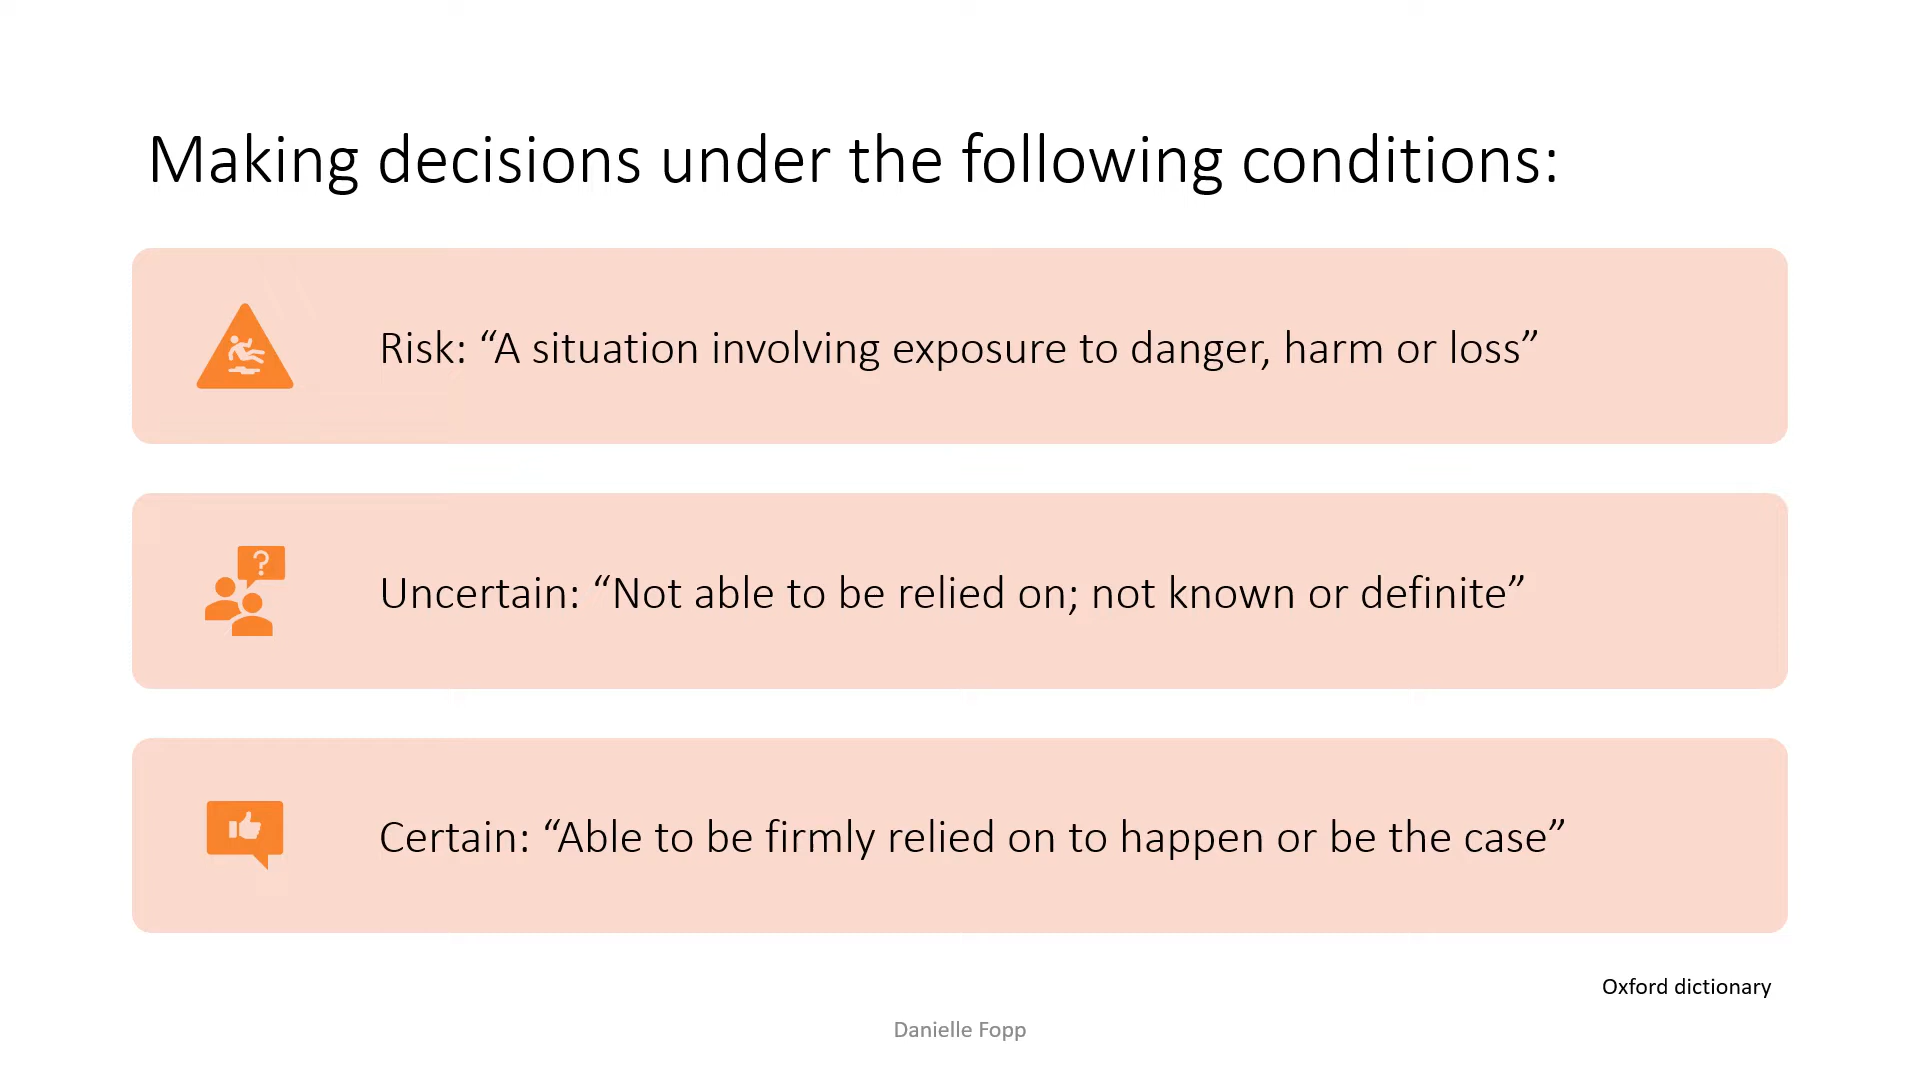 Making decisions under the following conditions:
Risk: “A situation involving exposure to danger, harm or loss”
?
Uncertain: “Not able to be relied on; not known or definite”
Certain: “Able to be firmly relied on to happen or be the case”
Oxford dictionary
Danielle Fopp